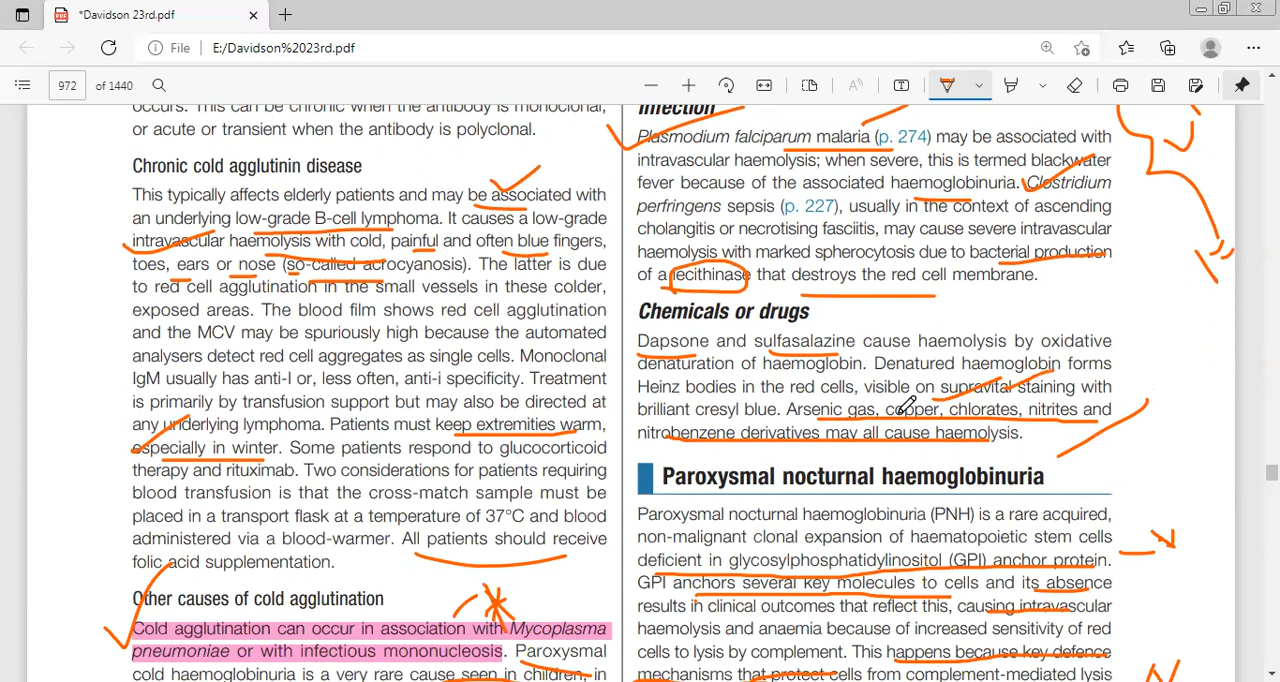 *Davidson 23rd.pdf
File
E:/Davidson%2023rd.pdf
972
of 1440
occurs. This can be chronic when the antibody is monoclonal,
or acute or transient when the antibody is polyclonal.
Chronic cold agglutinin disease
This typically affects elderly patients and may be associated with
an underlying low-grade B-cell lymphoma. It causes a low-grade
intravascular haemolysis with cold, painful and often blue fingers,
toes, ears or nose (so-called acrocyanosis). The latter is due
to red cell agglutination in the small vessels in these colder,
exposed areas. The blood film shows red cell agglutination
and the MCV may be spuriously high because the automated
analysers detect red cell aggregates as single cells. Monoclonal
IgM usually has anti-I or, less often, anti-i specificity. Treatment
is primarily by transfusion support but may also be directed at
any underlying lymphoma. Patients must keep extremities warm,
especially in winter. Some patients respond to glucocorticoid
therapy and rituximab. Two considerations for patients requiring
blood transfusion is that the cross-match sample must be
placed in a transport flask at a temperature of 37°C and blood
administered via a blood-warmer. All patients should receive
folic acid supplementation.
Other causes of cold agglutination
Cold agglutination can occur in association with Mycoplasma
pneumoniae or with infectious mononucleosis. Paroxysmal
cold haemoglobinuria is a very rare cause seen in children, in
Infection
Plasmodium falciparum malaria (p. 274) may be associated with
intravascular haemolysis; when severe, this is termed blackwater
fever because of the associated haemoglobinuria. Clostridium
perfringens sepsis (p. 227), usually in the context of ascending
cholangitis or necrotising fasciitis, may cause severe intravascular
haemolysis with marked spherocytosis due to bacterial production
of a lecithinase that destroys the red cell membrane.
Chemicals or drugs
Dapsone and sulfasalazine cause haemolysis by oxidative
denaturation of haemoglobin. Denatured haemoglobin forms
Heinz bodies in the red cells, visible on supravital staining with
brilliant cresyl blue. Arsenic gas, copper, chlorates, nitrites and
nitrobenzene derivatives may all cause haemolysis.
Paroxysmal nocturnal haemoglobinuria
Paroxysmal nocturnal haemoglobinuria (PNH) is a rare acquired,
non-malignant clonal expansion of haematopoietic stem cells
deficient in glycosylphosphatidylinositol (GPI) anchor protein.
GPI anchors several key molecules to cells and its absence
results in clinical outcomes that reflect this, causing intravascular
haemolysis and anaemia because of increased sensitivity of red
cells to lysis by complement. This happens because key defence
mechanisms that protect cells from complement-mediated lysis